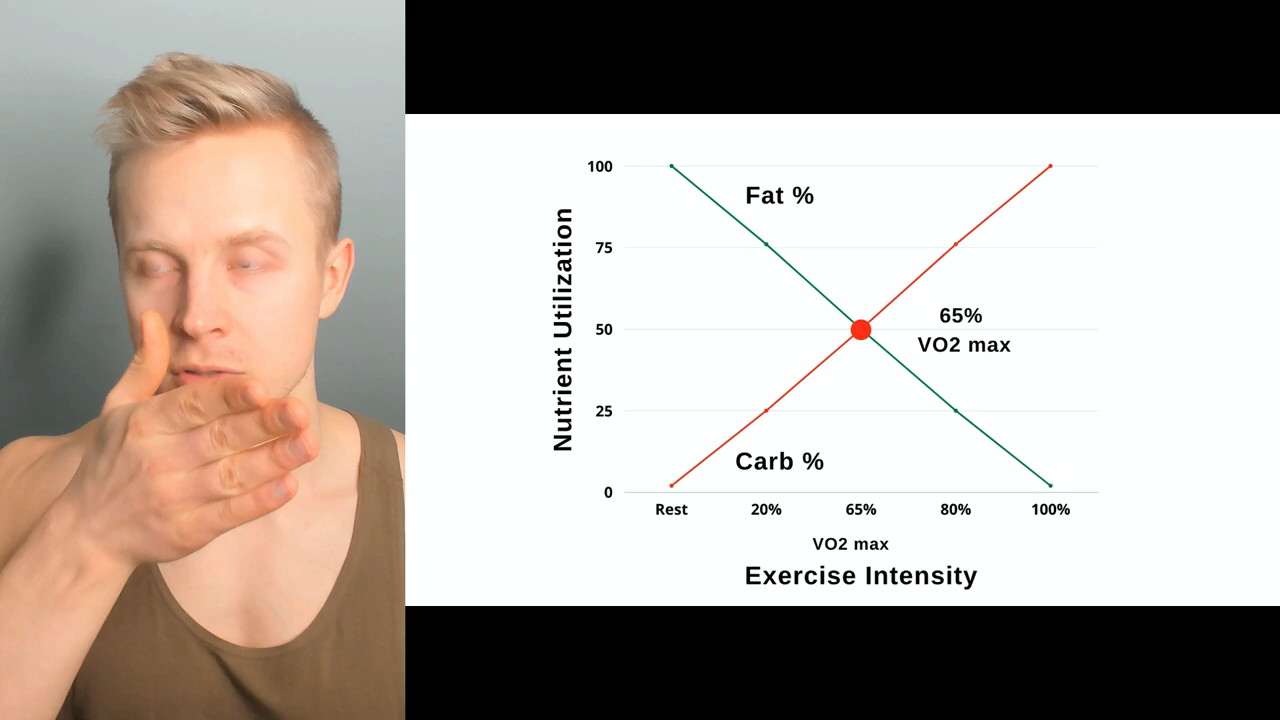 100
Fat %
75
Nutrient Utilization
65%
50
VO2 max
25
Carb %
0
Rest 20% 65% 80% 100%
VO2 max
Exercise Intensity